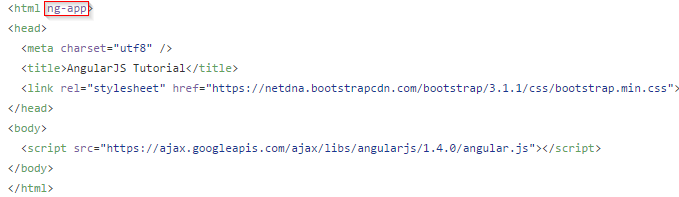 <html ng-app>
<head>
<meta charset="utf8" />
<title>AngularJS Tutorial</title>
<link rel="stylesheet" href="https://netdna.bootstrapcdn.com/bootstrap/3.1.1/css/bootstrap.min.css">
</head>
<body>
<script src="https://ajax.googleapis.com/ajax/libs/angularjs/1.4.0/angular.js"></script>
</body>
</html>